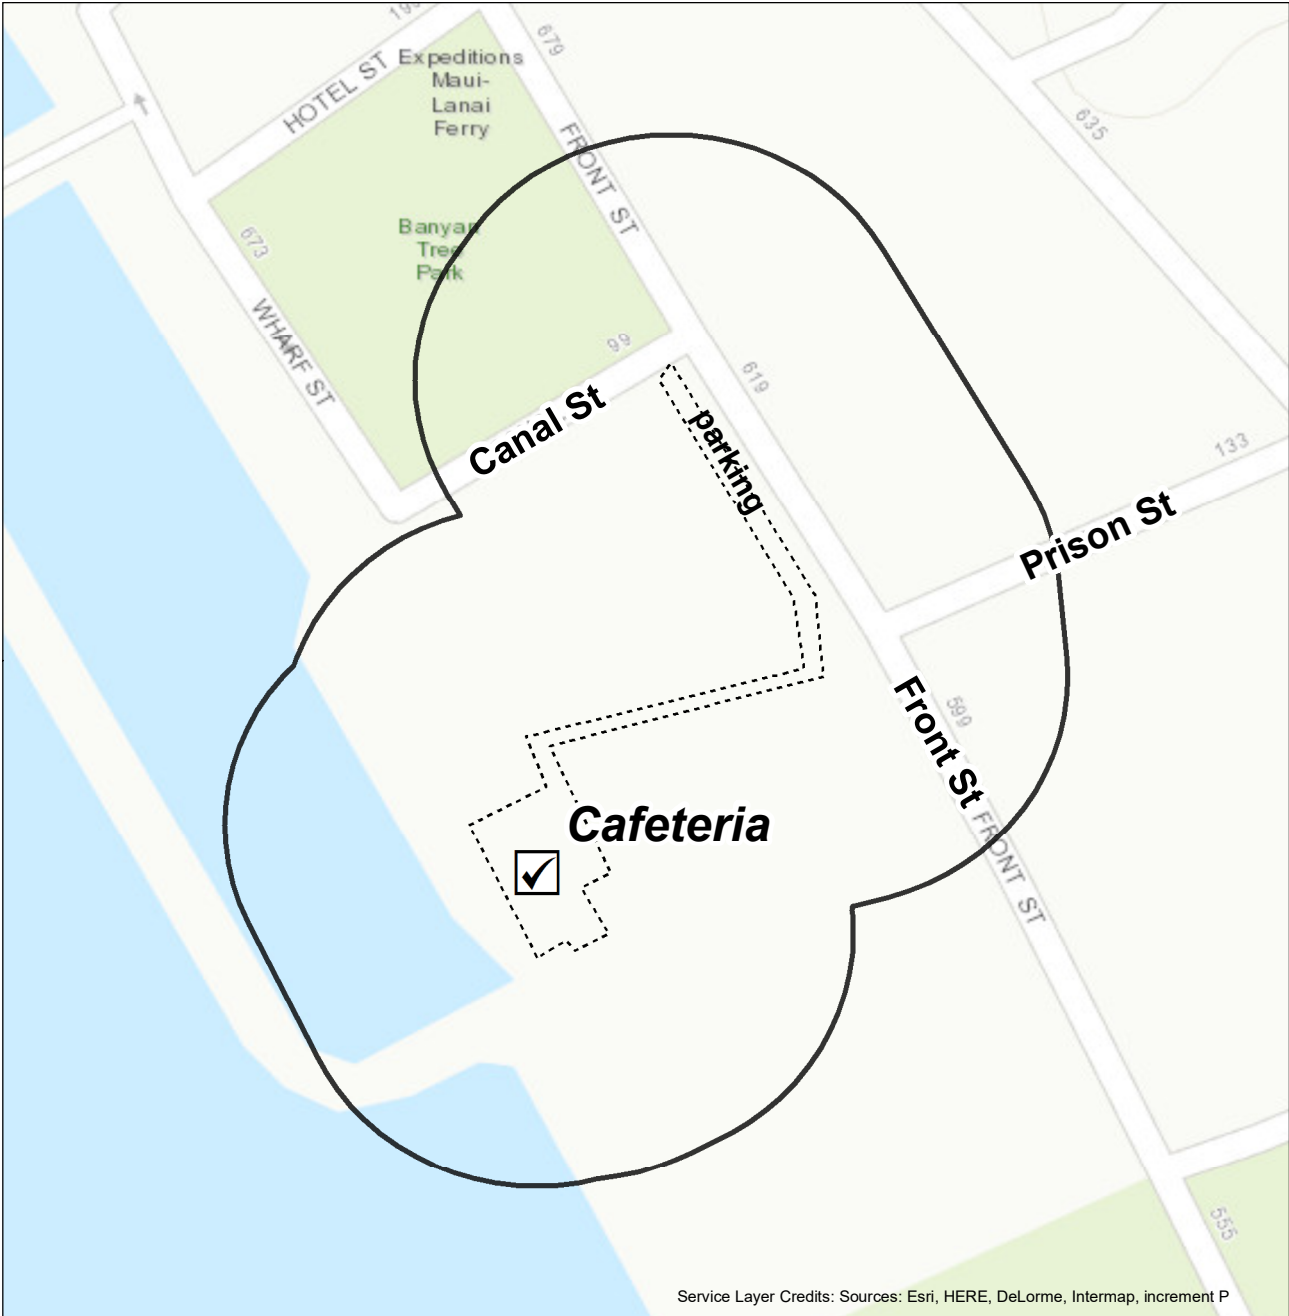 HOTEL ST
679
Expeditions
Maui-
Lanai
Ferry
635
FRONT ST
Banyan
Tree
Park
673
WHARF ST
99
619
Canal St
parking
133
Prison St
Front St
599
Cafeteria
FRONT ST
555
Service Layer Credits: Sources: Esri, HERE, DeLorme, Intermap, increment P